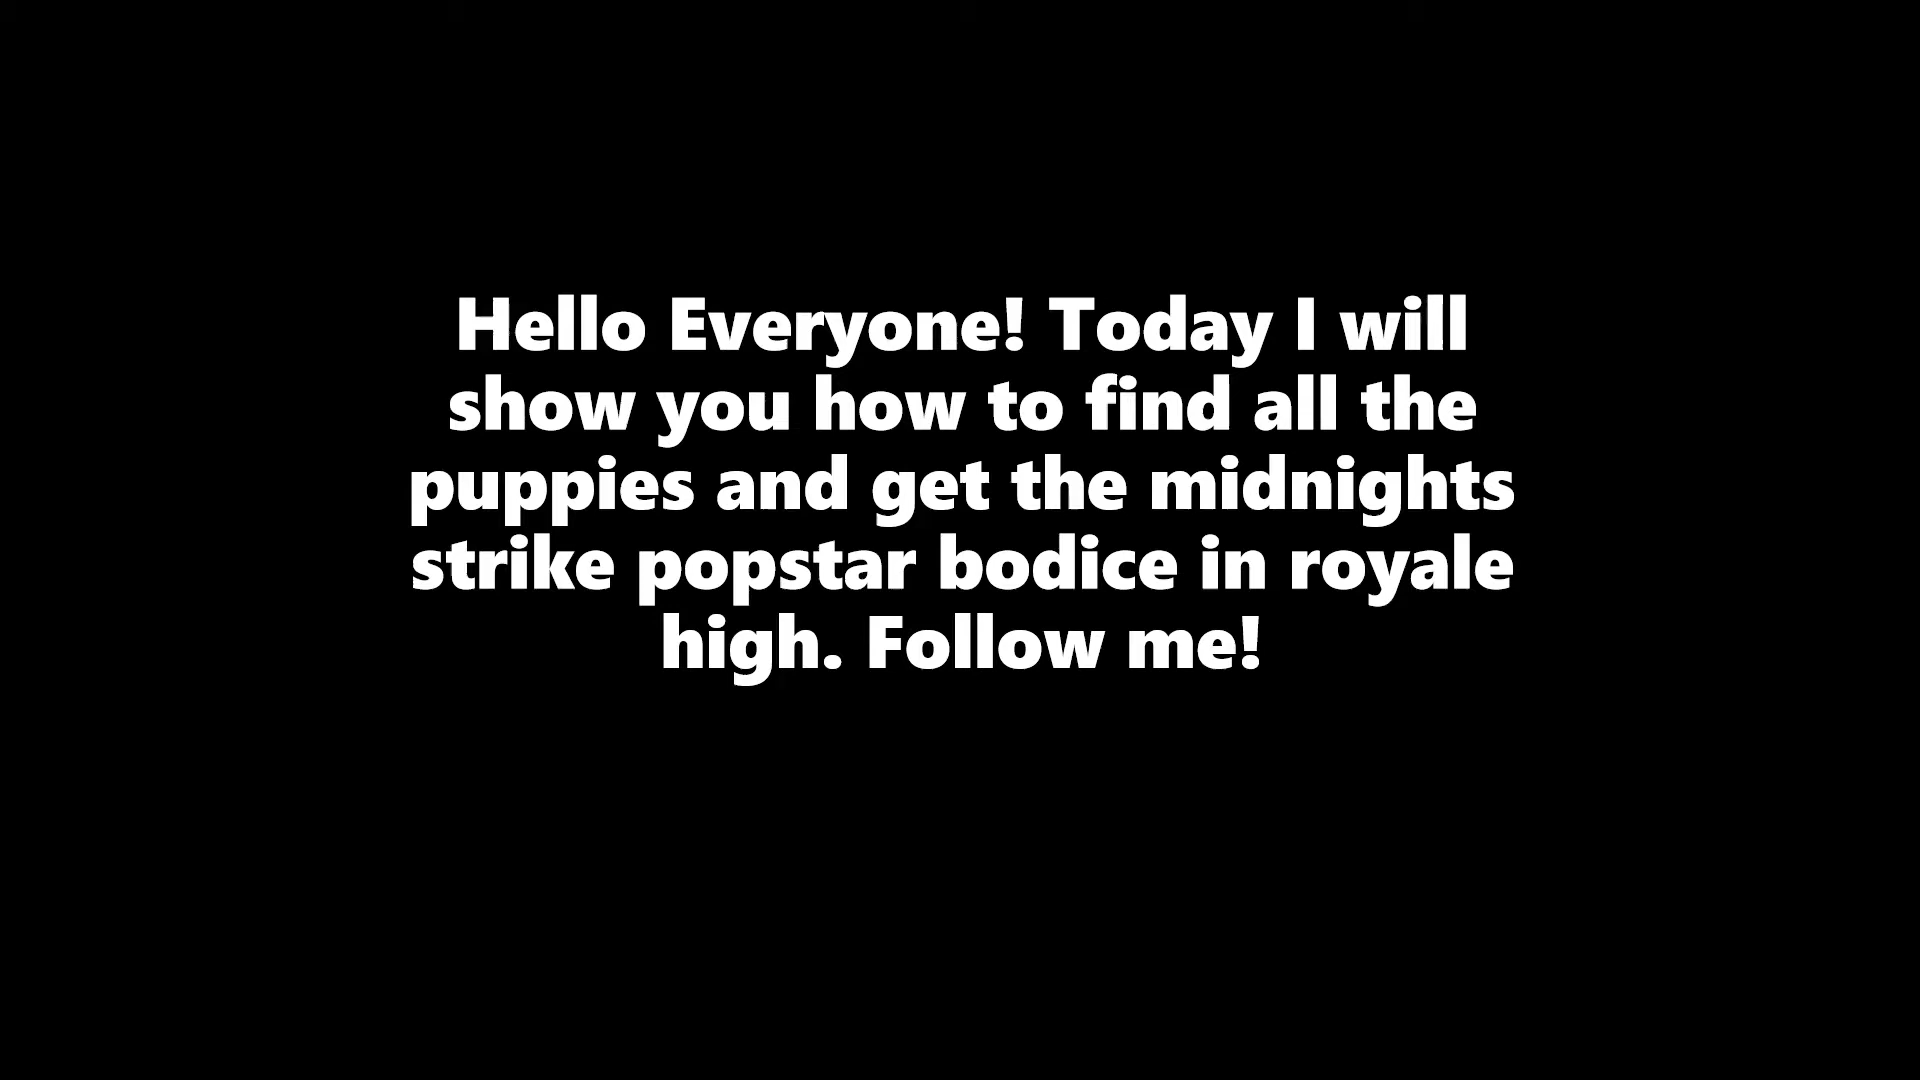 Hello Everyone! Today I will
show you how to find all the
puppies and get the midnights
strike popstar bodice in royale
high. Follow me!